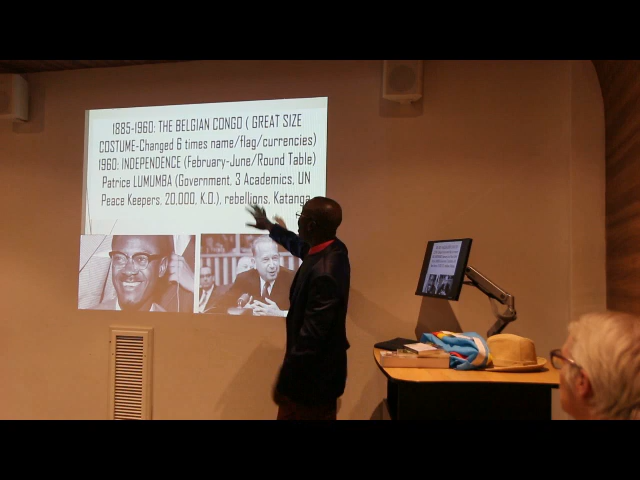 1885-1960: THE BELGIAN CONGO ( GREAT SIZE
COSTUME-Changed 6 times name/flag/currencies)
1960: INDEPENDENCE (February-June/Round Table)
Patrice LUMUMBA (Government, 3 Academics, UN
Peace Keepers, 20,000, K.O.), rebellions, Katanga